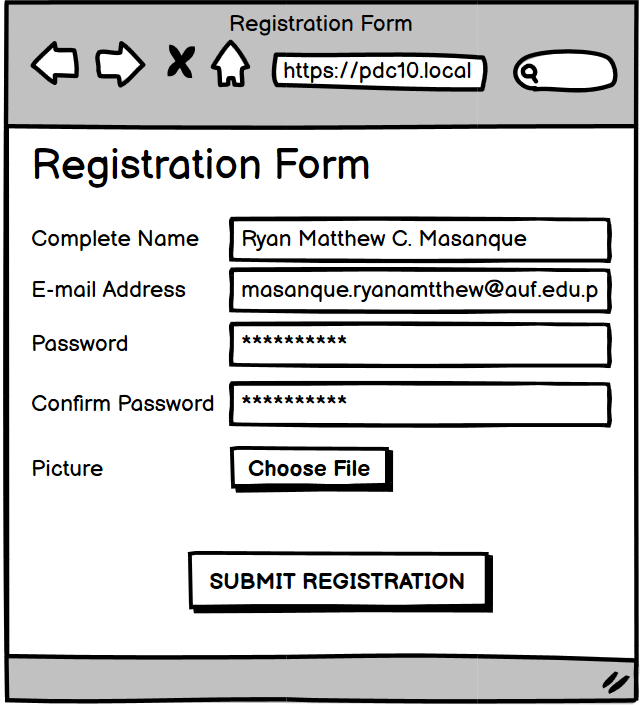 Registration Form
https://pdc10.local
Registration Form
Complete Name Ryan Matthew C. Masanque
E-mail Address masanque.ryanamtthew@auf.edu.p
Password **********
Confirm Password **********
Picture Choose File
SUBMIT REGISTRATION